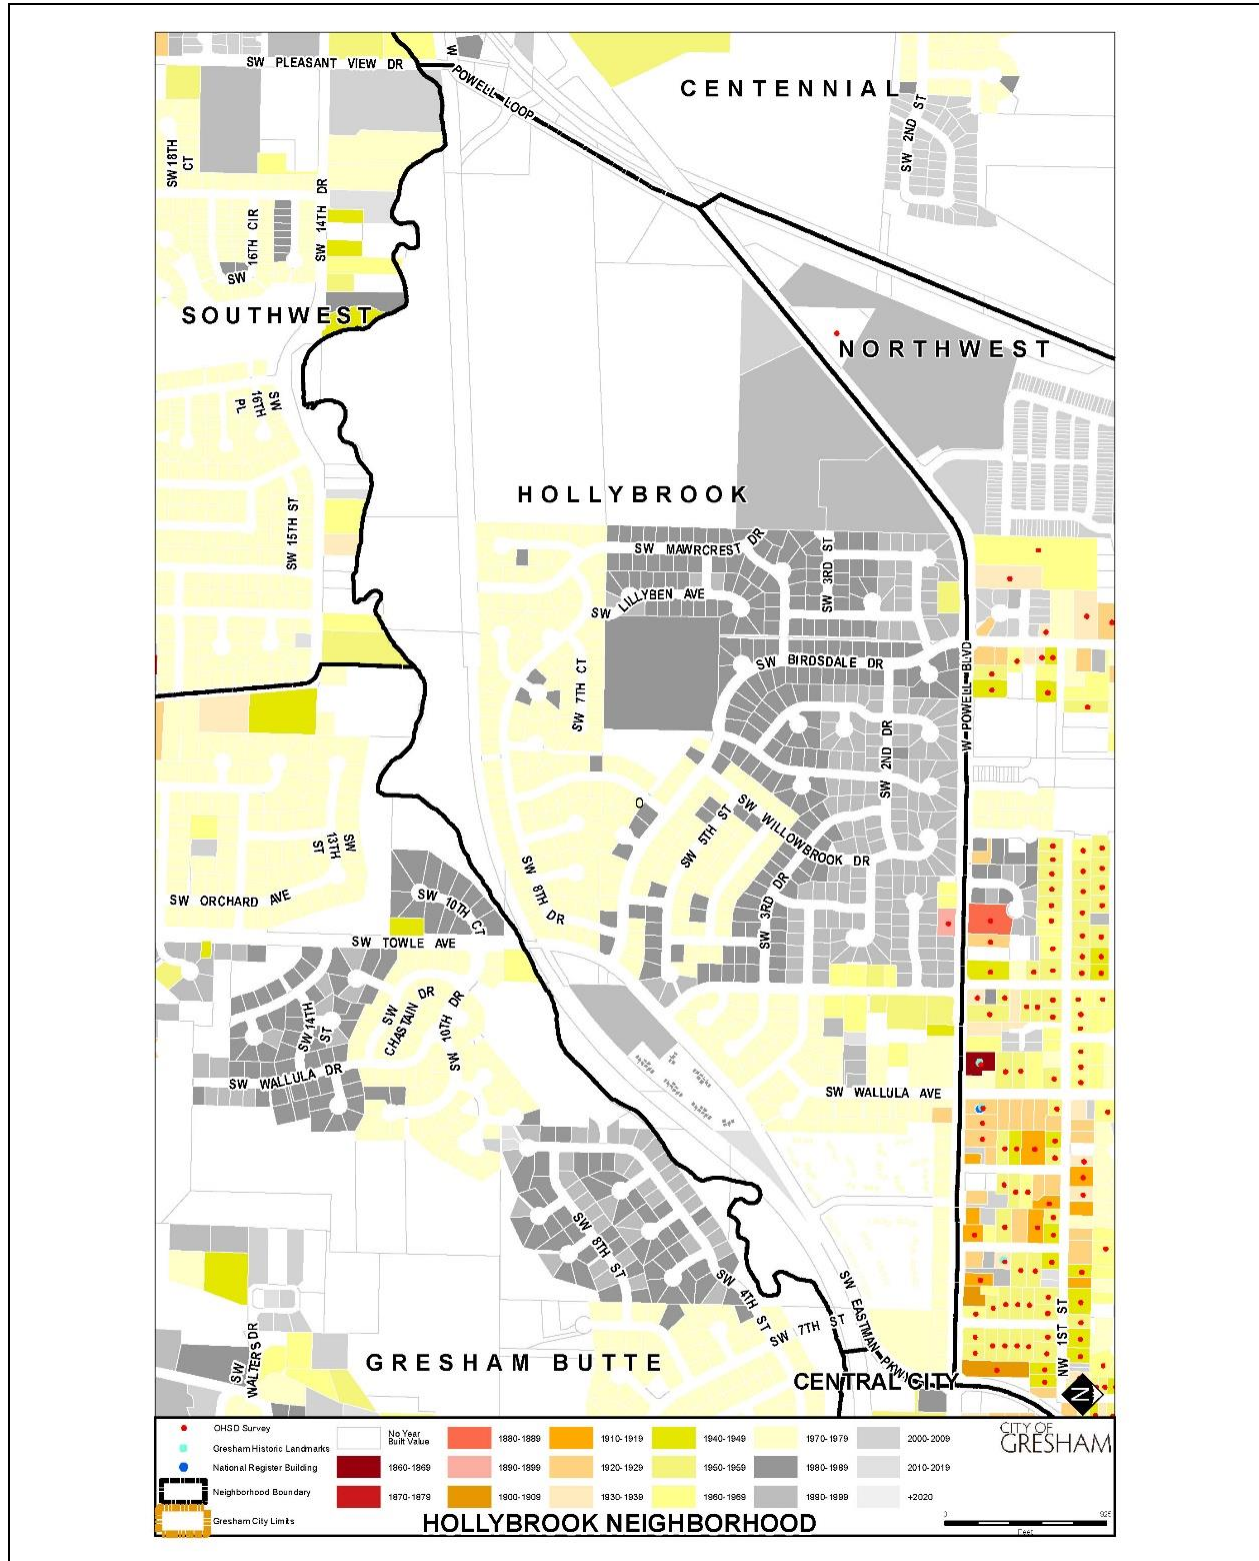 SW PLEASANT VIEW DR
W
POWELL LOOP
CENTENNIAL
SW 2ND ST
SW 18TH
CT
SW 14TH DR
16TH CIR
SW
SOUTHWEST
NORTHWEST
SW
16TH
PL
HOLLYBROOK
SW 15TH ST
SW MAWRCREST DR
SW 3RD ST
SW LILLYBEN AVE
SW BIRDSDALE DR
SW 7TH CT
W POWELL BLVD
SW 2ND DR
SW 5TH ST
SW WILLOWBROOK DR
SW
13TH
ST
SW 8TH DR
SW 3RD DR
SW ORCHARD AVE
SW 10TH CT
SW TOWLE AVE
SW
CHASTAIN DR
SW 10TH DR
SW 14TH
ST
SW WALLULA DR
SW WALLULA AVE
SW 8TH ST
SW 4TH ST
SW 7TH ST
SW EASTMAN PKWY
NW 1ST ST
SW
WALTERS DR
GRESHAM BUTTE
CENTRAL CITY
N
OHSD Survey
Gresham Historic Landmarks
National Register Building
Neighborhood Boundary
Gresham City Limits
No Year
Built Value
1860-1869
1870-1879
1880-1889
1890-1899
1900-1909
1910-1919
1920-1929
1930-1939
1940-1949
1950-1959
1960-1969
1970-1979
1980-1989
1990-1999
2000-2009
2010-2019
+2020
CITY OF
GRESHAM
0 925
Feet
HOLLYBROOK NEIGHBORHOOD